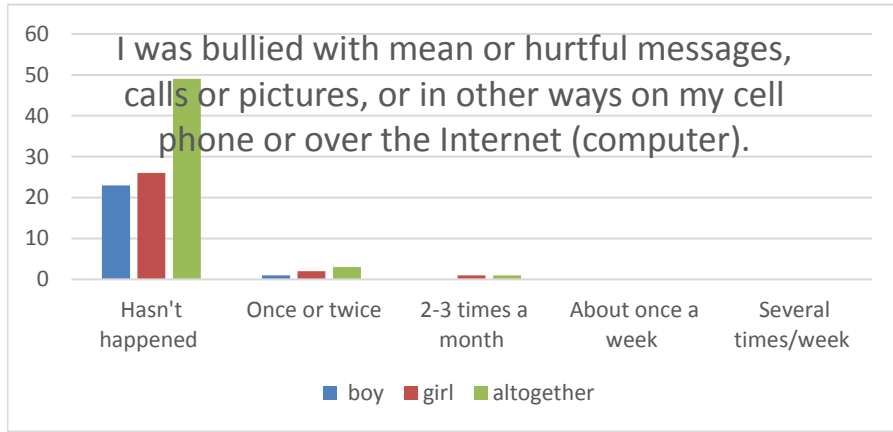 I was bullied with mean or hurtful messages,
calls or pictures, or in other ways on my cell
phone or over the Internet (computer).
60
50
40
30
20
10
0
Hasn't
happened
Once or twice
2-3 times a
month
About once a
week
Several
times/week
boy girl altogether